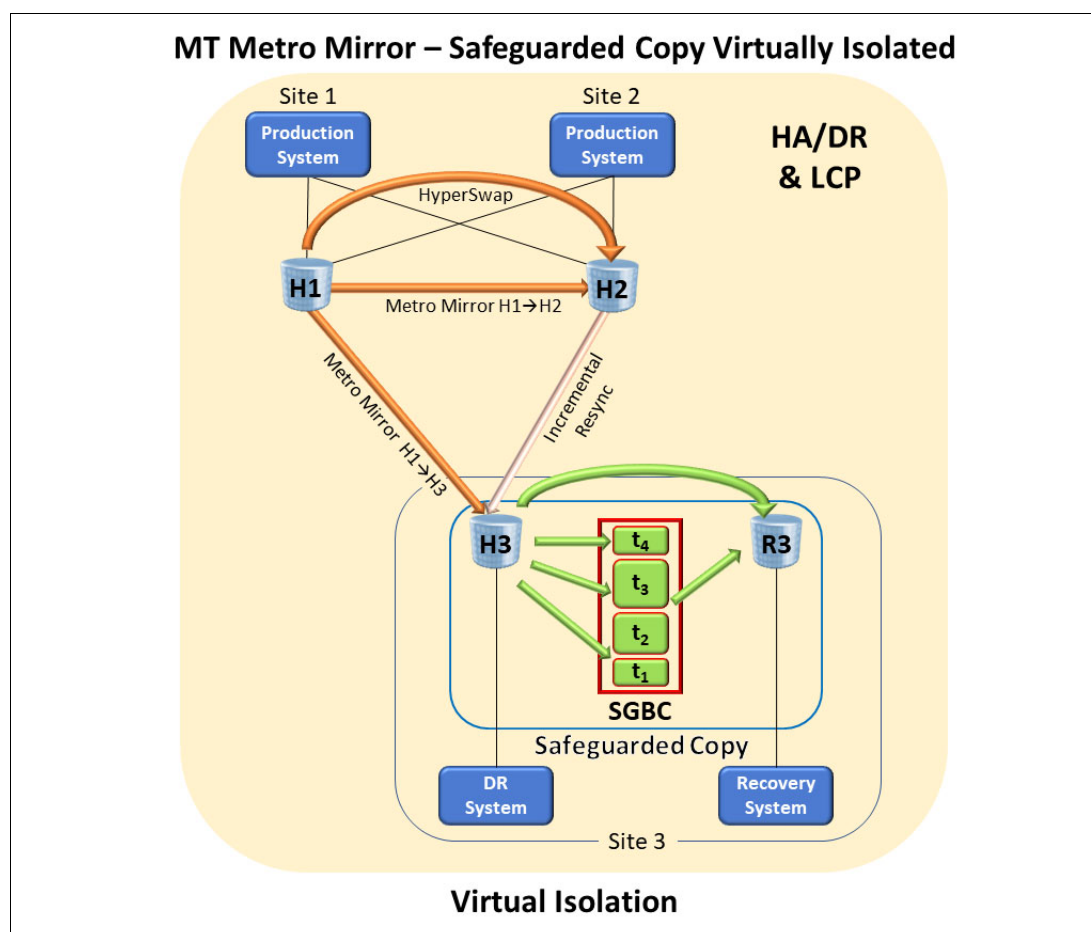 MT Metro Mirror – Safeguarded Copy Virtually Isolated
Site 1
Site 2
Production
System
Production
System
HA/DR
& LCP
HyperSwap
H1
H2
Metro Mirror H1→H2
Metro Mirror H1→H3
Incremental
Resync
H3
t₄
R3
t₃
t₂
t₁
SGBC
Safeguarded Copy
DR
System
Recovery
System
Site 3
Virtual Isolation